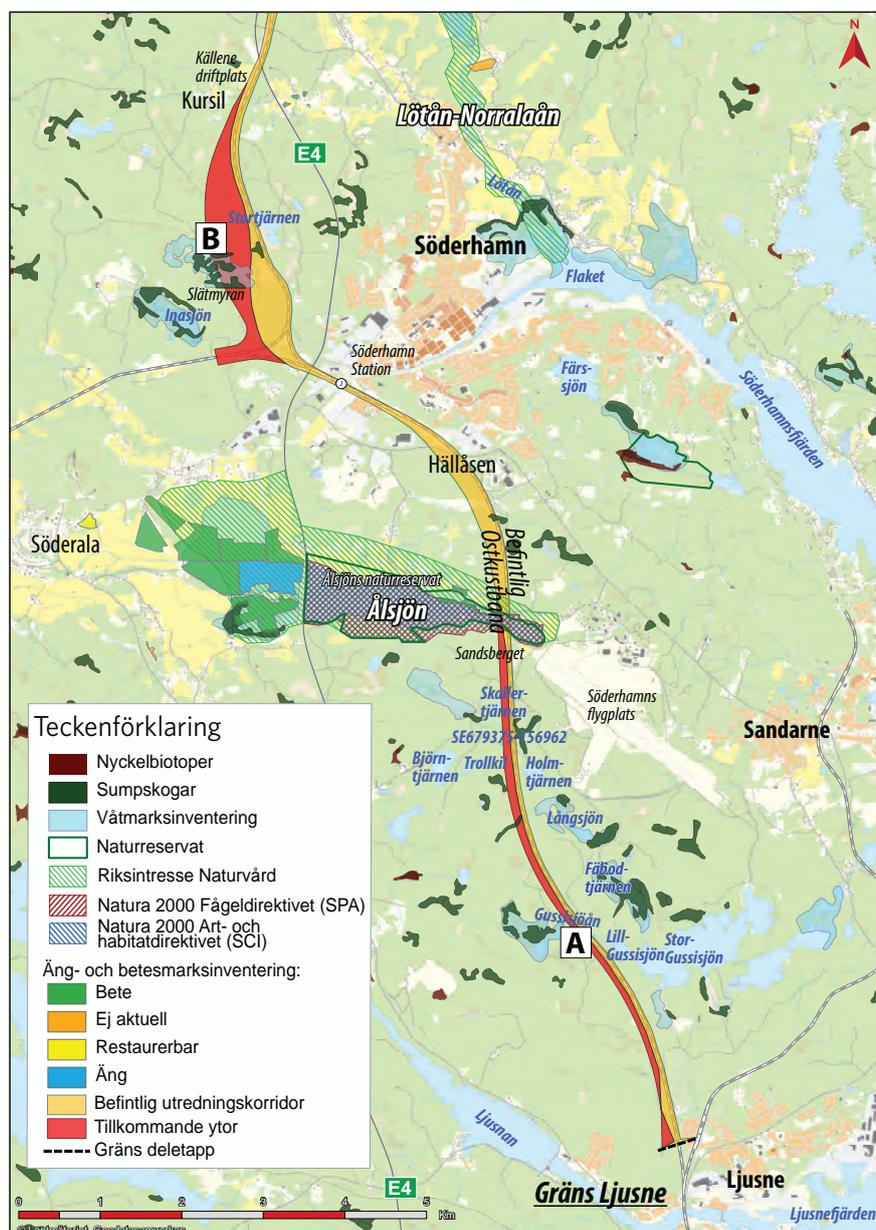 N
Källene
driftplats
Kursil
Lötån-Norralaån
E4
Lötån
Stortjärnen
B
Söderhamn
Flaket
Slätmyran
Inasjön
Söderhamn
Station
Färs-
sjön
Söderhamnsfjärden
Hällåsen
Befintlig
Ostkustbana
Söderala
Ålsjöns naturreservat
Ålsjön
Sandsberget
Skaller-
tjärnen
Söderhamns
flygplats
Sandarne
SE679375-156962
Björn-
tjärnen
Trollkil
Holm-
tjärnen
Långsjön
Fäbod-
tjärnen
Gussisjöån
A
Lill-
Gussisjön
Stor-
Gussisjön
Teckenförklaring
Nyckelbiotoper
Sumpskogar
Våtmarksinventering
Naturreservat
Riksintresse Naturvård
Natura 2000 Fågeldirektivet (SPA)
Natura 2000 Art- och
habitatdirektivet (SCI)
Äng- och betesmarksinventering:
Bete
Ej aktuell
Restaurerbar
Äng
Befintlig utredningskorridor
Tillkommande ytor
Gräns deletapp
Ljusnan
E4
Gräns Ljusne
Ljusne
Ljusnefjärden
0 1 2 3 4 5
Km